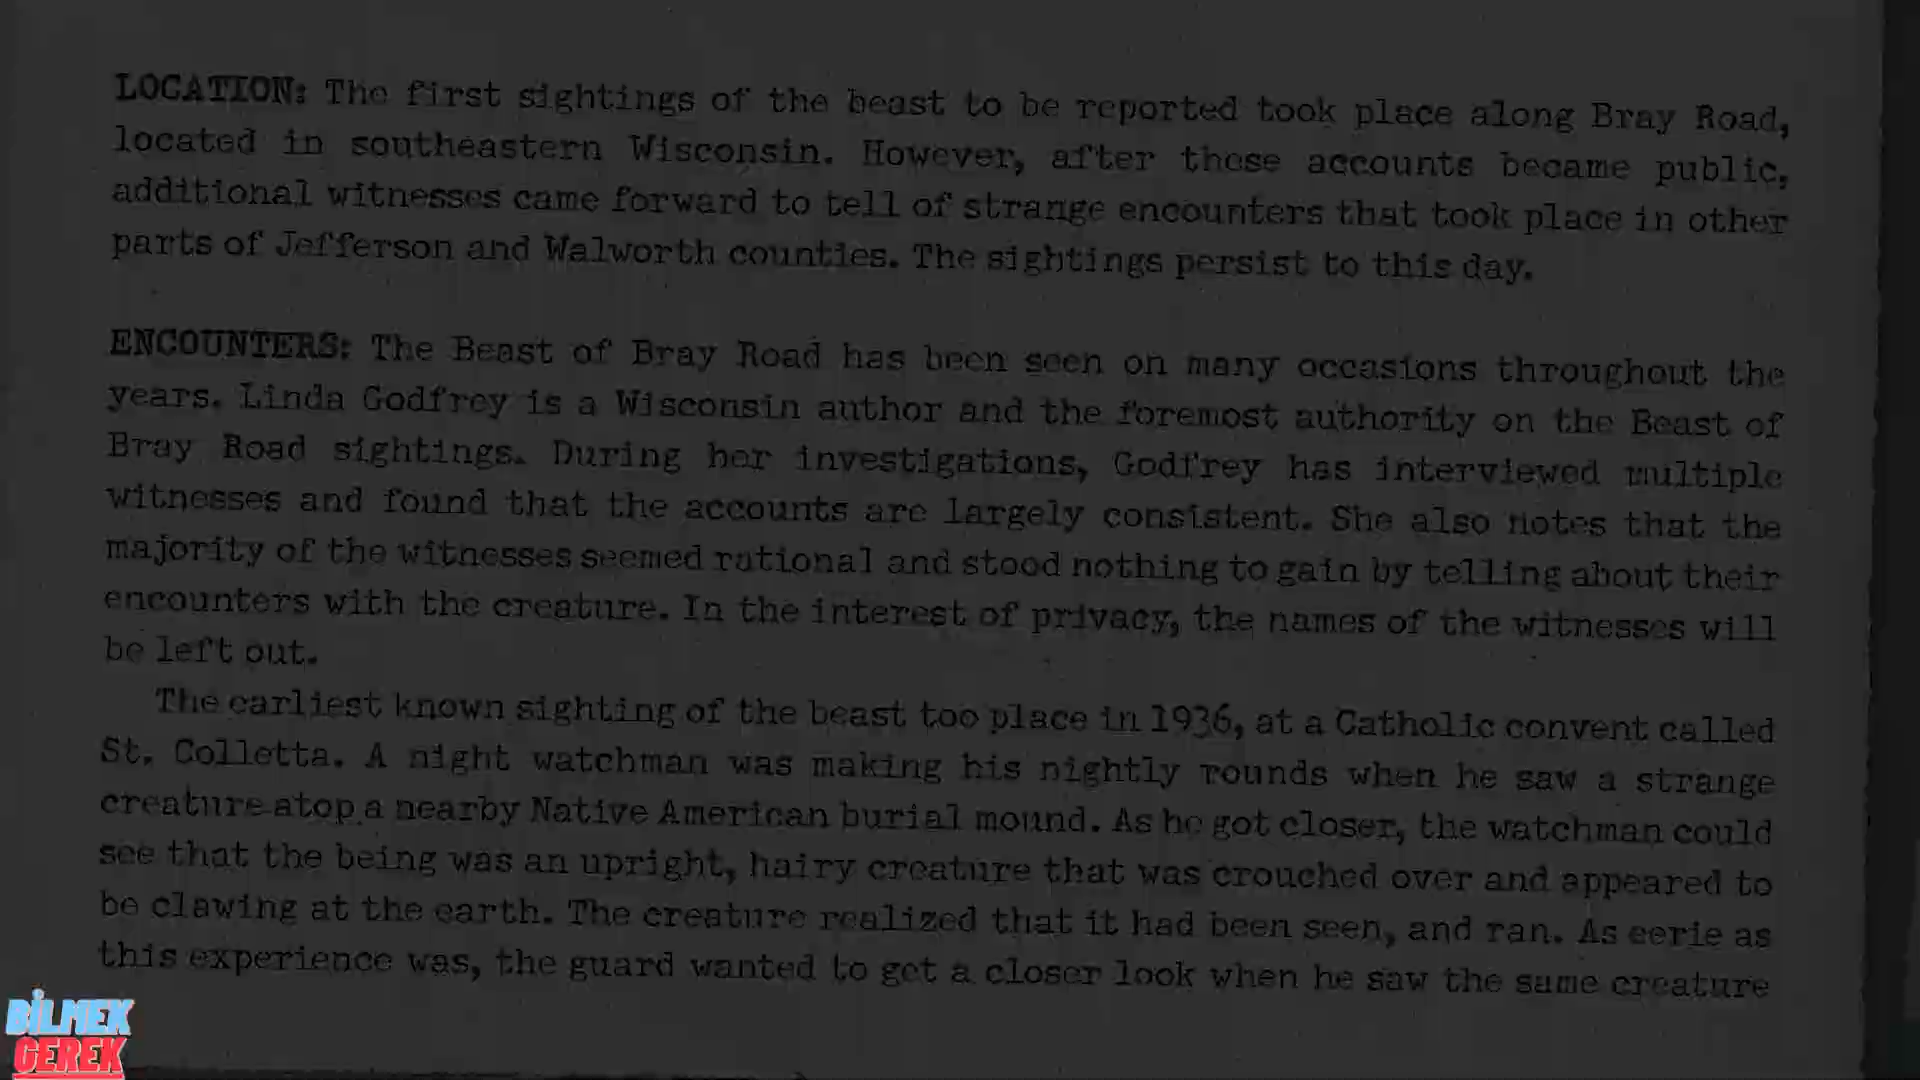 LOCATION: The first sightings of the beast to be reported took place along Bray Road,
located in southeastern Wisconsin. However, after these accounts became public,
additional witnesses came forward to tell of strange encounters that took place in other
parts of Jefferson and Walworth counties. The sightings persist to this day.
ENCOUNTERS: The Beast of Bray Road has been seen on many occasions throughout the
years. Linda Godfrey is a Wisconsin author and the foremost authority on the Beast of
Bray Road sightings. During her investigations, Godfrey has interviewed multiple
witnesses and found that the accounts are largely consistent. She also notes that the
majority of the witnesses seemed rational and stood nothing to gain by telling about their
encounters with the creature. In the interest of privacy, the names of the witnesses will
be left out.
The earliest known sighting of the beast too place in 1936, at a Catholic convent called
St. Colletta. A night watchman was making his nightly rounds when he saw a strange
creature atop a nearby Native American burial mound. As he got closer, the watchman could
see that the being was an upright, hairy creature that was crouched over and appeared to
be clawing at the earth. The creature realized that it had been seen, and ran. As eerie as
this experience was, the guard wanted to get a closer look when he saw the same creature
BİLMEK
GEREK